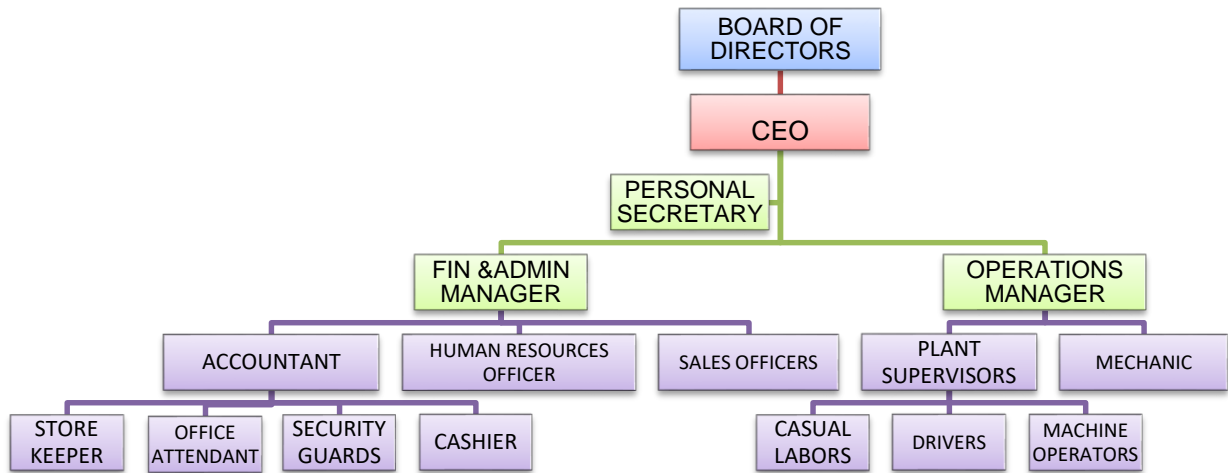 BOARD OF
DIRECTORS
CEO
PERSONAL
SECRETARY
FIN &ADMIN
MANAGER
OPERATIONS
MANAGER
ACCOUNTANT
HUMAN RESOURCES
OFFICER
SALES OFFICERS
PLANT
SUPERVISORS
MECHANIC
STORE
KEEPER
OFFICE
ATTENDANT
SECURITY
GUARDS
CASHIER
CASUAL
LABORS
DRIVERS
MACHINE
OPERATORS